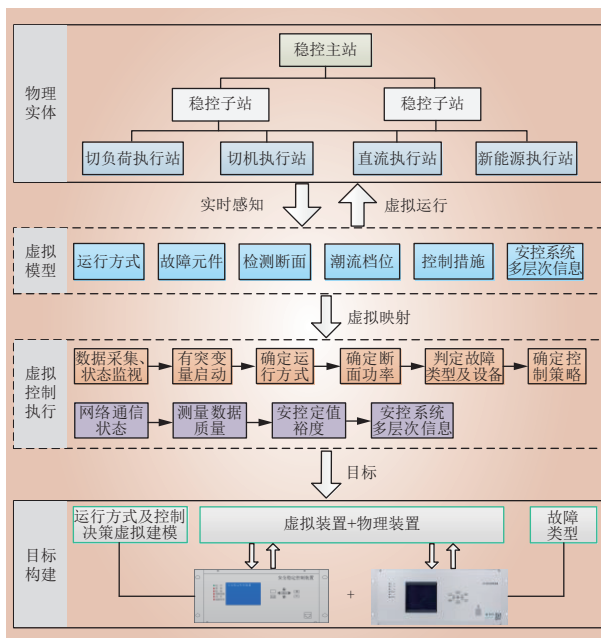 稳控主站
物理
实体
稳控子站
稳控子站
切负荷执行站
切机执行站
直流执行站
新能源执行站
实时感知
虚拟运行
虚拟
模型
运行方式
故障元件
检测断面
潮流档位
控制措施
安控系统
多层次信息
虚拟映射
虚拟
控制
执行
数据采集、
状态监视
有突变
量启动
确定运
行方式
确定断
面功率
判定故障
类型及设备
确定控
制策略
网络通信
状态
测量数据
质量
安控定值
裕度
安控系统
多层次信息
目标
目标
构建
运行方式及控制
决策虚拟建模
虚拟装置+物理装置
故障
类型
安全稳定控制装置
+